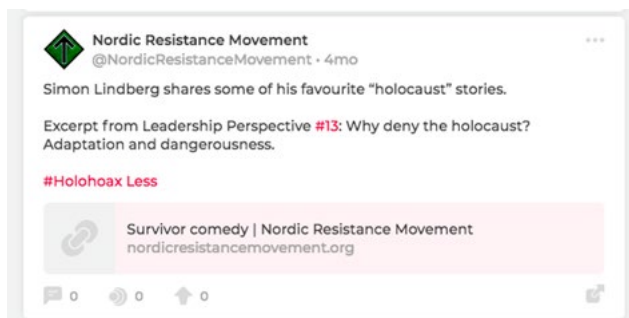 Nordic Resistance Movement
@NordicResistanceMovement • 4mo
Simon Lindberg shares some of his favourite “holocaust” stories.
Excerpt from Leadership Perspective #13: Why deny the holocaust?
Adaptation and dangerousness.
#Holohoax Less
Survivor comedy | Nordic Resistance Movement
nordicresistancemovement.org
0 0 0